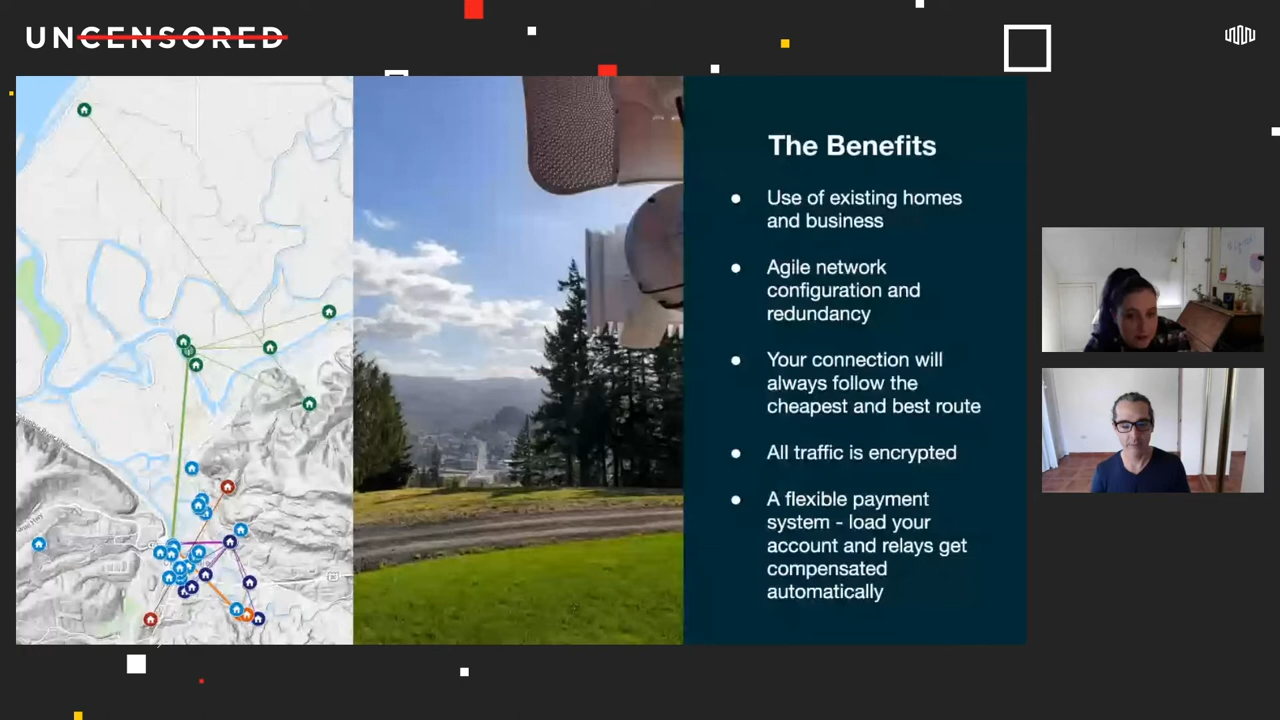 UNCENSORED
The Benefits
● Use of existing homes
and business
● Agile network
configuration and
redundancy
● Your connection will
always follow the
cheapest and best route
● All traffic is encrypted
● A flexible payment
system - load your
account and relays get
compensated
automatically